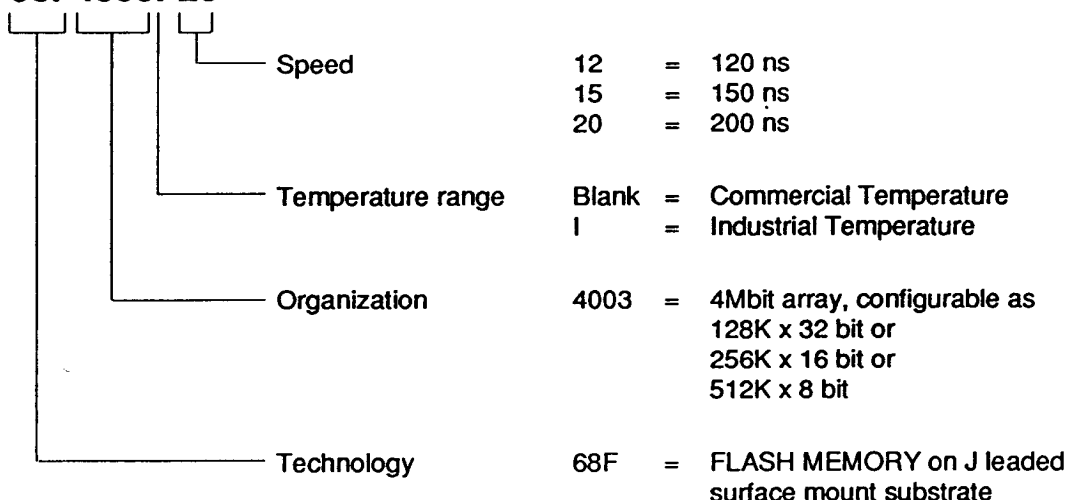 Speed 12 = 120 ns
15 = 150 ns
20 = 200 ns
Temperature range Blank = Commercial Temperature
I = Industrial Temperature
Organization 4003 = 4Mbit array, configurable as
128K x 32 bit or
256K x 16 bit or
512K x 8 bit
Technology 68F = FLASH MEMORY on J leaded
surface mount substrate